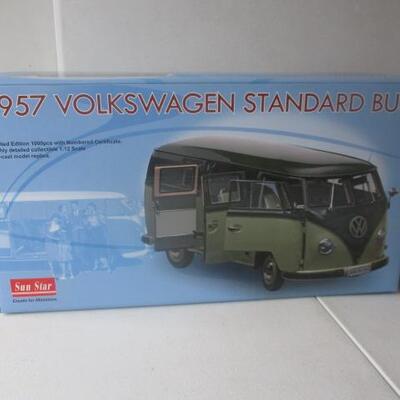 957 VOLKSWAGEN STANDARD BU
ited Edition 1000pcs with Numbered Certificate.
hly detailed collectible 1:12 Scale
e-cast model replica.
Sun Star